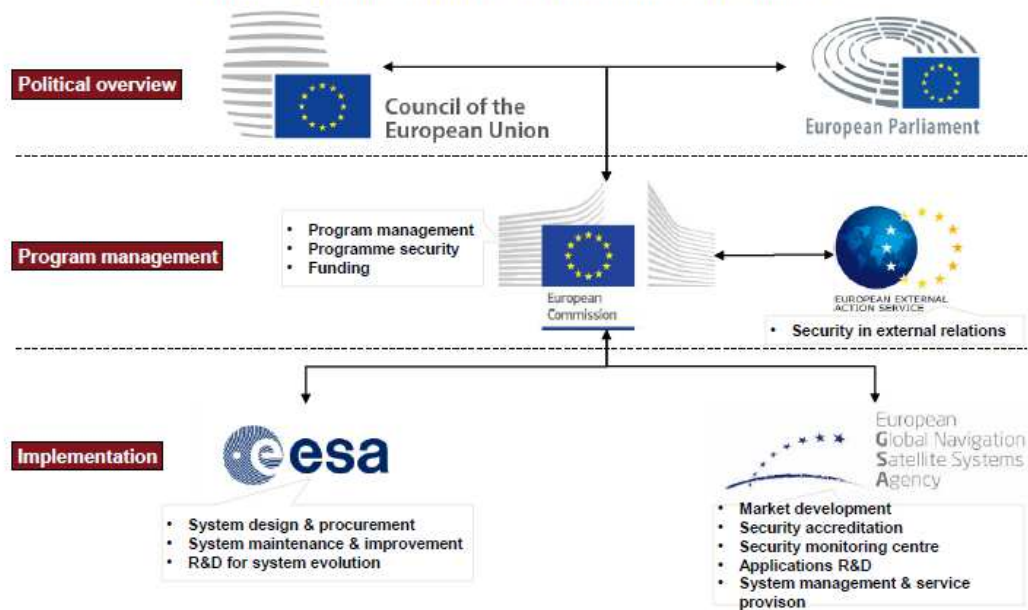 Political overview
Council of the
European Union
European Parliament
Program management
• Program management
• Programme security
• Funding
European
Commission
EUROPEAN EXTERNAL
ACTION SERVICE
• Security in external relations
Implementation
esa
European
Global Navigation
Satellite Systems
Agency
• System design & procurement
• System maintenance & improvement
• R&D for system evolution
• Market development
• Security accreditation
• Security monitoring centre
• Applications R&D
• System management & service
provison